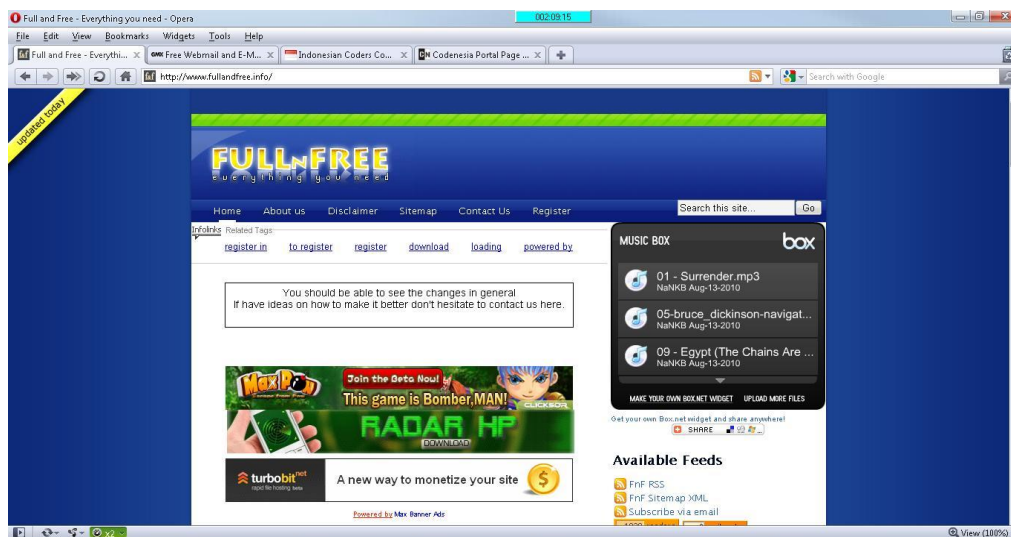 Full and Free - Everything you need - Opera
002:09:15
File Edit View Bookmarks Widgets Tools Help
Full and Free - Everythi... X
GMX Free Webmail and E-M... X
Indonesian Coders Co... X
Codenesia Portal Page ... X
http://www.fullandfree.info/
Search with Google
updated today
FULLNFREE
everything you need
Home About us Disclaimer Sitemap Contact Us Register
Search this site... Go
Infolinks Related Tags
register in to register register download loading powered by
You should be able to see the changes in general
If have ideas on how to make it better don't hesitate to contact us here.
Join the Beta Now!
This game is Bomber,MAN!
CLICKSOR
RADAR HP
DOWNLOAD
turbobit.net
rapid file hosting beta
A new way to monetize your site
Powered by Max Banner Ads
MUSIC BOX
box
01 - Surrender.mp3
NaNKB Aug-13-2010
05-bruce_dickinson-navigat...
NaNKB Aug-13-2010
09 - Egypt (The Chains Are ...
NaNKB Aug-13-2010
MAKE YOUR OWN BOX.NET WIDGET UPLOAD MORE FILES
Get your own Box.net widget and share anywhere!
SHARE
Available Feeds
FnF RSS
FnF Sitemap XML
Subscribe via email
View (100%)